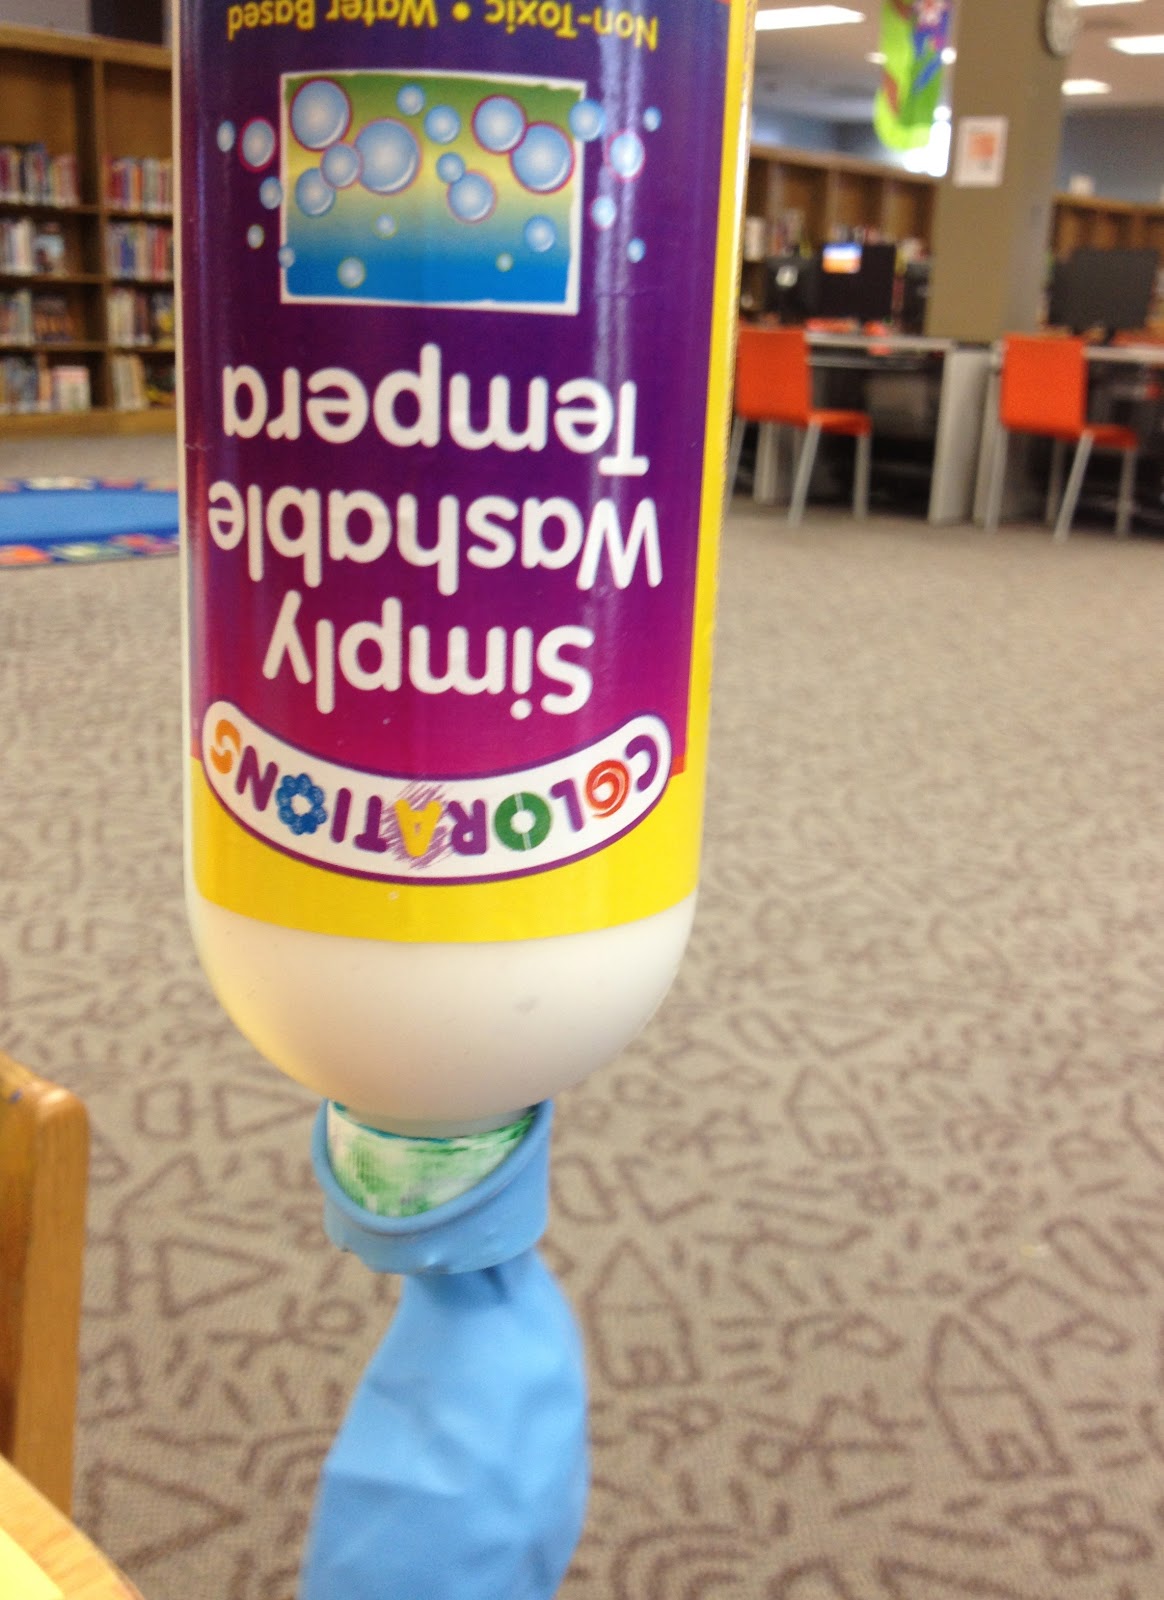 COLORATIONS
Simply
Washable
Tempera
Non-Toxic • Water Based